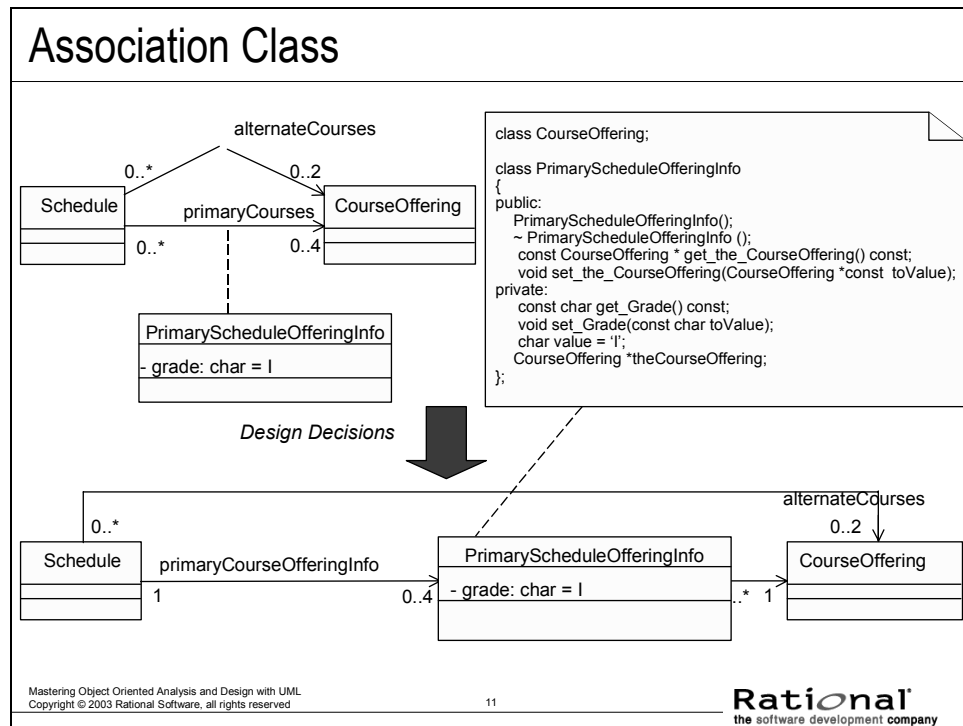 Association Class
alternateCourses
0..*
0..2
Schedule
primaryCourses
CourseOffering
0..*
0..4
PrimaryScheduleOfferingInfo
- grade: char = I
class CourseOffering;
class PrimaryScheduleOfferingInfo
{
public:
PrimaryScheduleOfferingInfo();
~ PrimaryScheduleOfferingInfo ();
const CourseOffering * get_the_CourseOffering() const;
void set_the_CourseOffering(CourseOffering *const toValue);
private:
const char get_Grade() const;
void set_Grade(const char toValue);
char value = ‘I’;
CourseOffering *theCourseOffering;
};
Design Decisions
alternateCourses
0..*
0..2
Schedule
primaryCourseOfferingInfo
1
0..4
PrimaryScheduleOfferingInfo
- grade: char = I
..*
1
CourseOffering
Mastering Object Oriented Analysis and Design with UML
Copyright © 2003 Rational Software, all rights reserved
11
Rational
the software development company